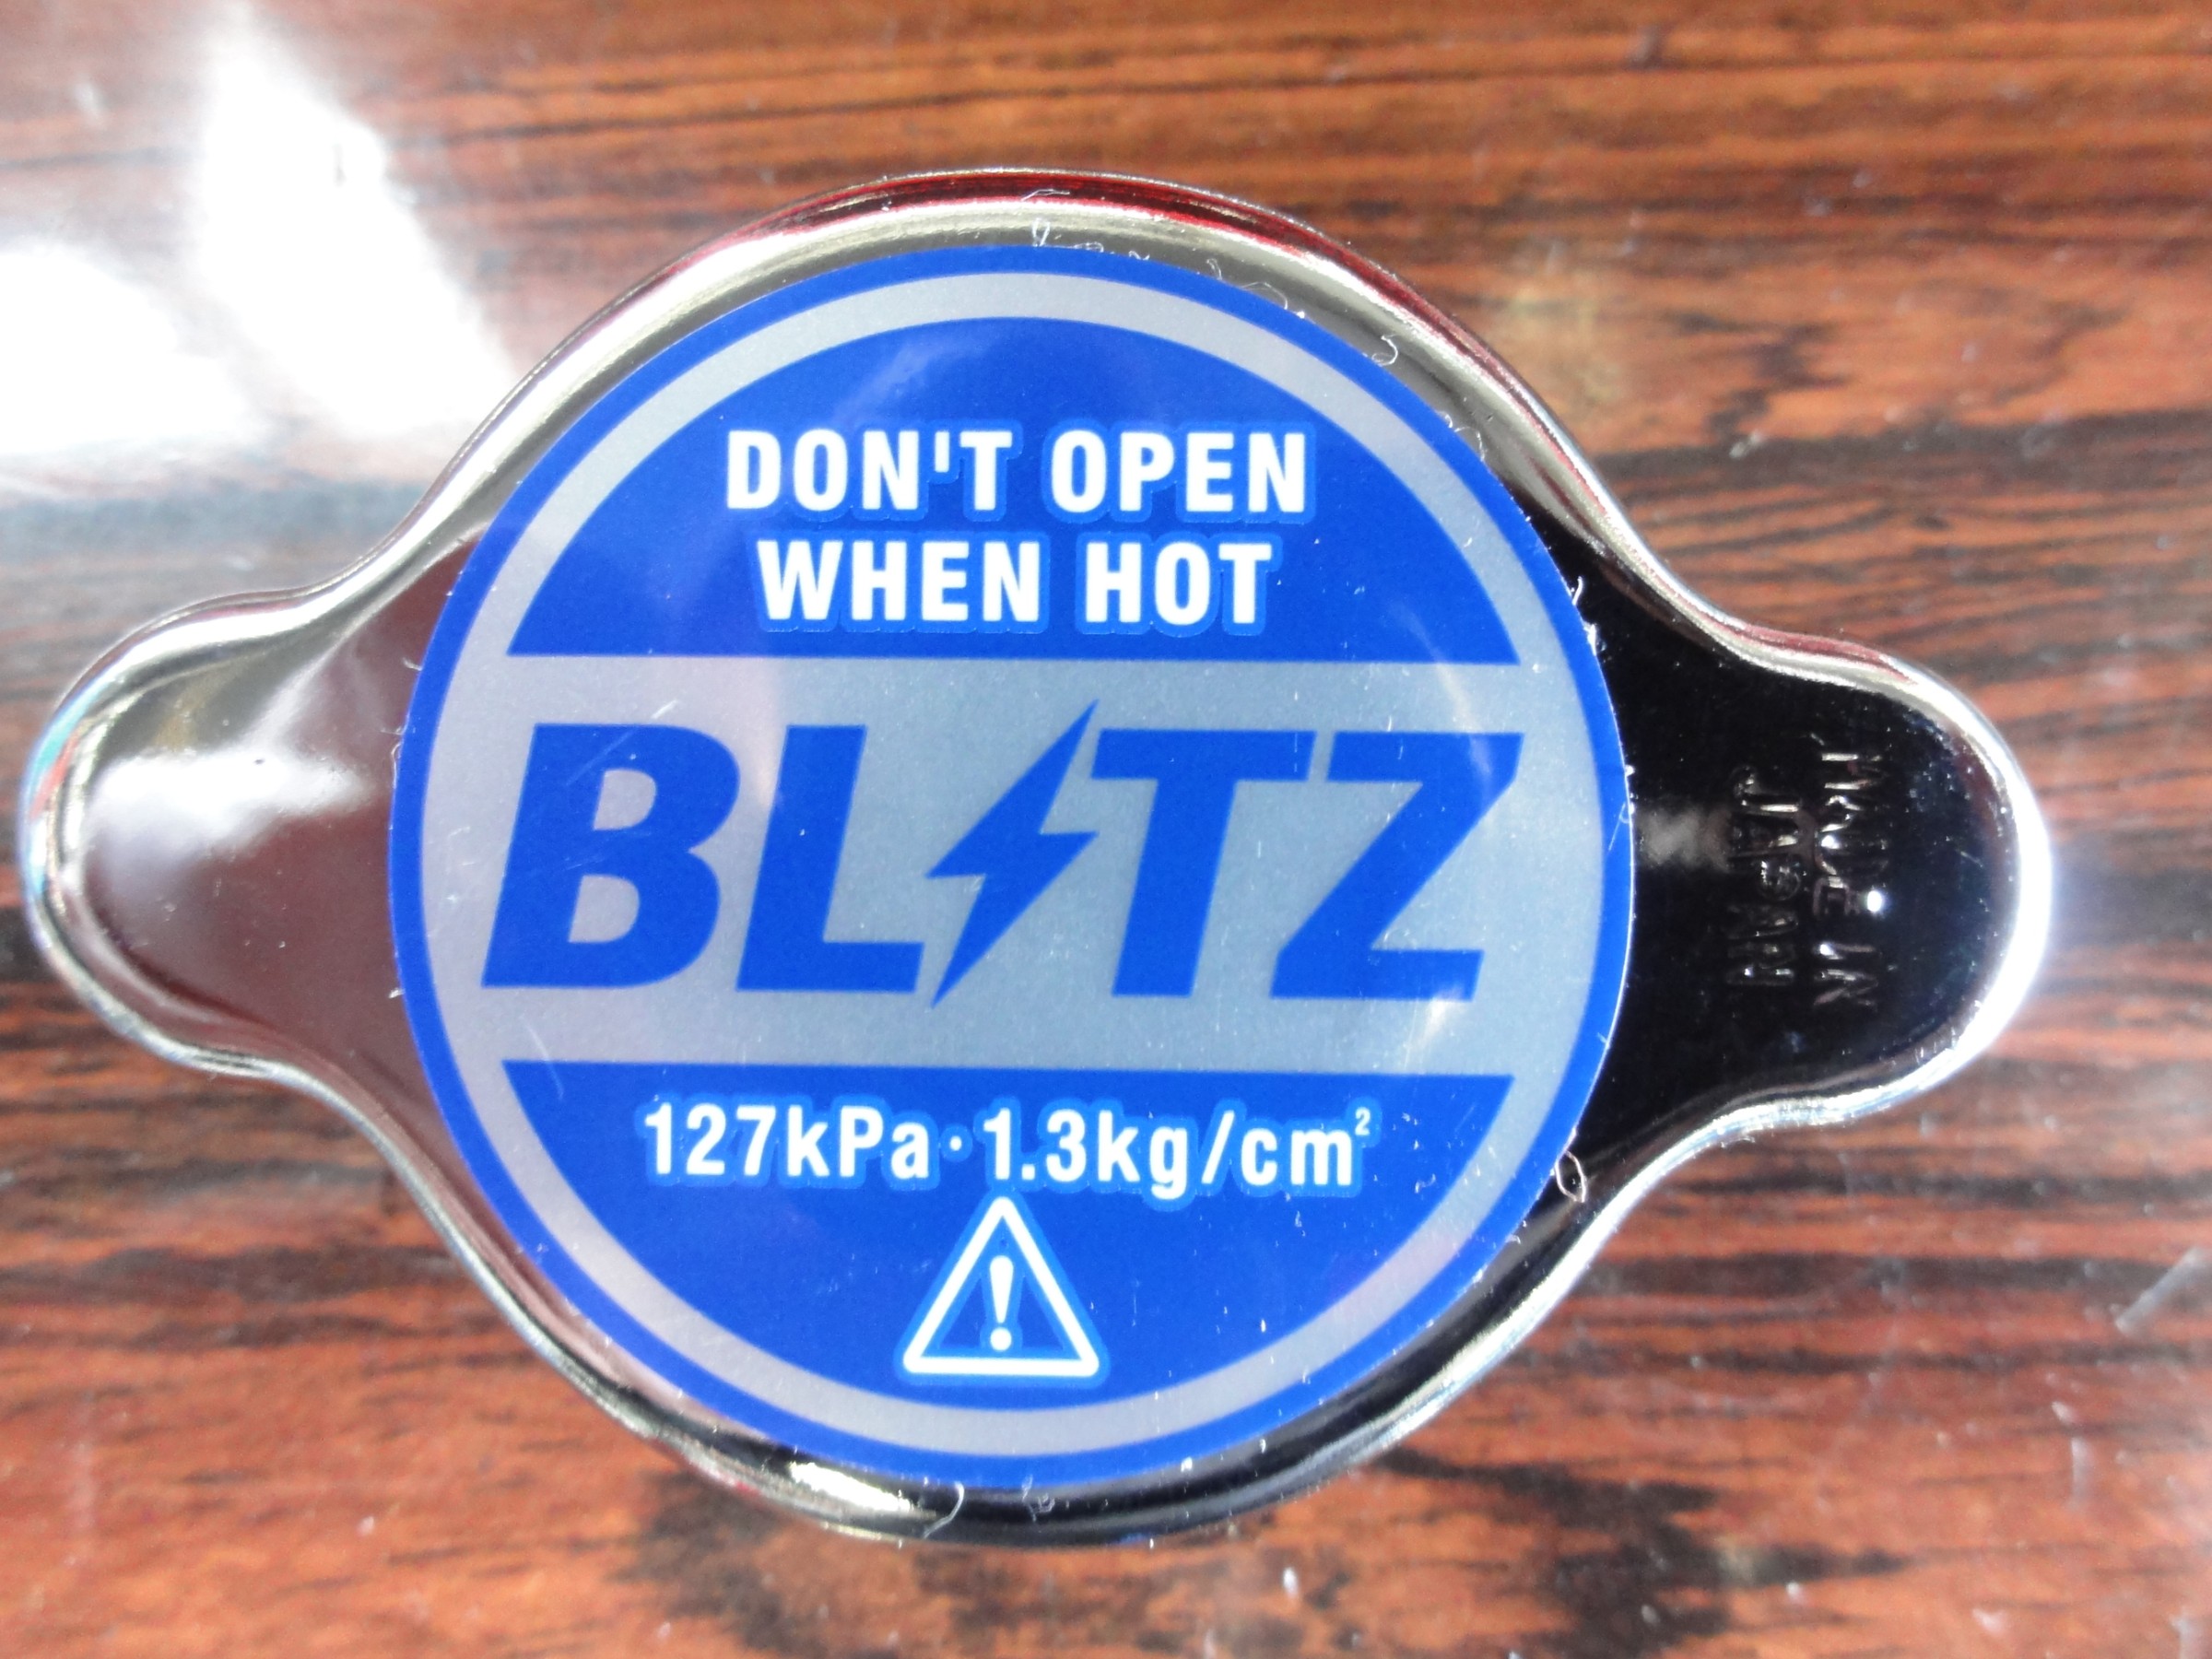 DON'T OPEN
WHEN HOT
BLITZ
127kPa·1.3kg/cm²
MADE IN
JAPAN